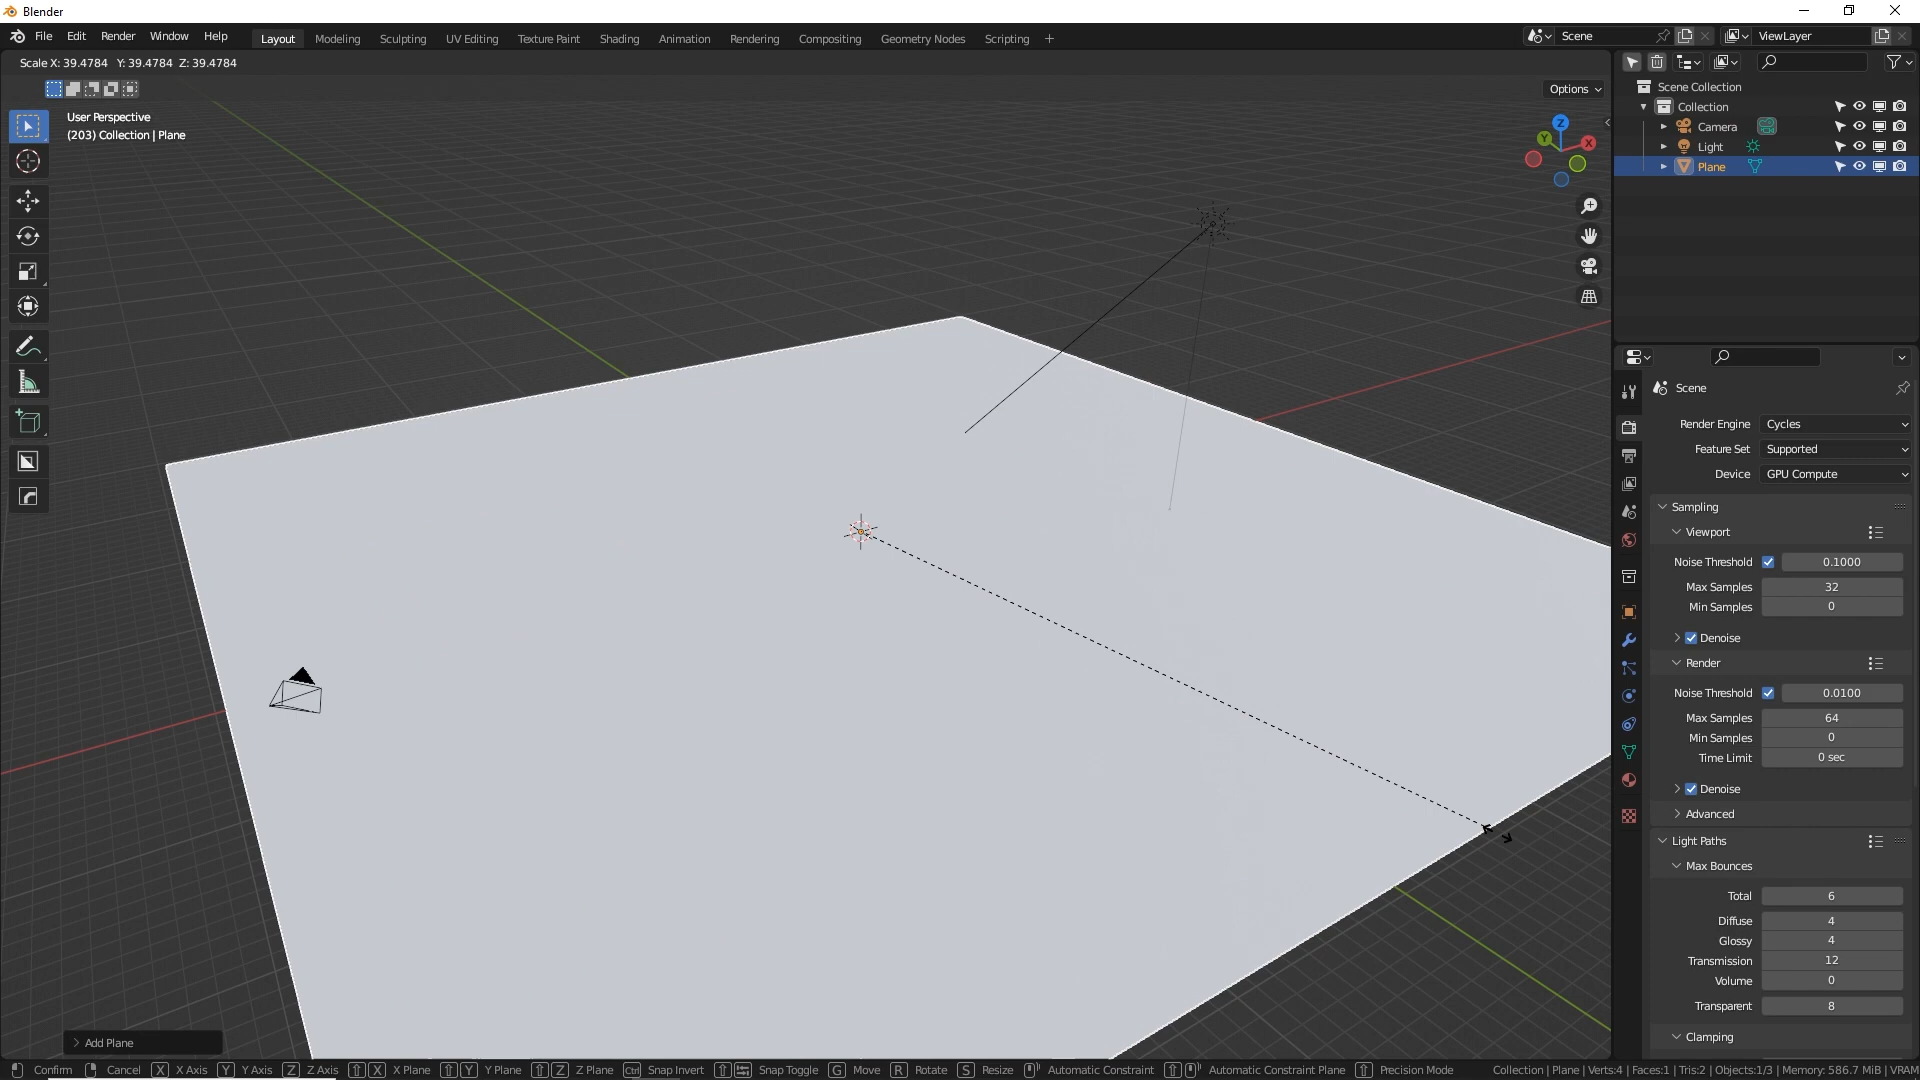 Blender
File Edit Render Window Help Layout Modeling Sculpting UV Editing Texture Paint Shading Animation Rendering Compositing Geometry Nodes Scripting + Scene ViewLayer
Scale X: 39.4784 Y: 39.4784 Z: 39.4784
Options
User Perspective
(203) Collection | Plane
Z
Y
X
Scene Collection
Collection
Camera
Light
Plane
Scene
Render Engine Cycles
Feature Set Supported
Device GPU Compute
Sampling
Viewport
Noise Threshold 0.1000
Max Samples 32
Min Samples 0
Denoise
Render
Noise Threshold 0.0100
Max Samples 64
Min Samples 0
Time Limit 0 sec
Denoise
Advanced
Light Paths
Max Bounces
Total 6
Diffuse 4
Glossy 4
Transmission 12
Volume 0
Transparent 8
Clamping
Add Plane
Confirm Cancel X X Axis Y Y Axis Z Z Axis X X Plane Y Y Plane Z Z Plane Ctrl Snap Invert Snap Toggle G Move R Rotate S Resize Automatic Constraint Automatic Constraint Plane Precision Mode Collection | Plane | Verts:4 | Faces:1 | Tris:2 | Objects:1/3 | Memory: 586.7 MiB | VRAM